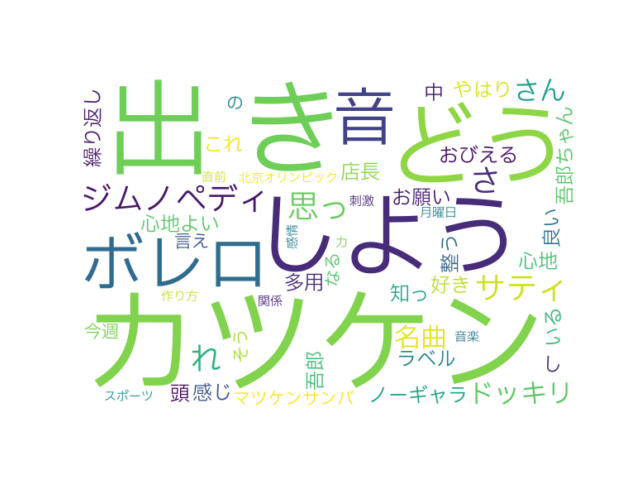 出 き 音 どう
繰り返し の これ 中 やはり さん
直前 北京オリンピック 店長 おびえる 吾郎ちゃん
ジムノペディ 思っ 刺激 お願い さ
心地よい 感情 しよう 月曜日 良い
ボレロ 言え カ 多用 なる 整う 心地
作り方 関係 知っ 好き サティ いる
カツケン
今週 れ そう 吾郎 名曲 音楽 ラベル し
スポーツ 頭 感じ マツケンサンバ ノーギャラ ドッキリ